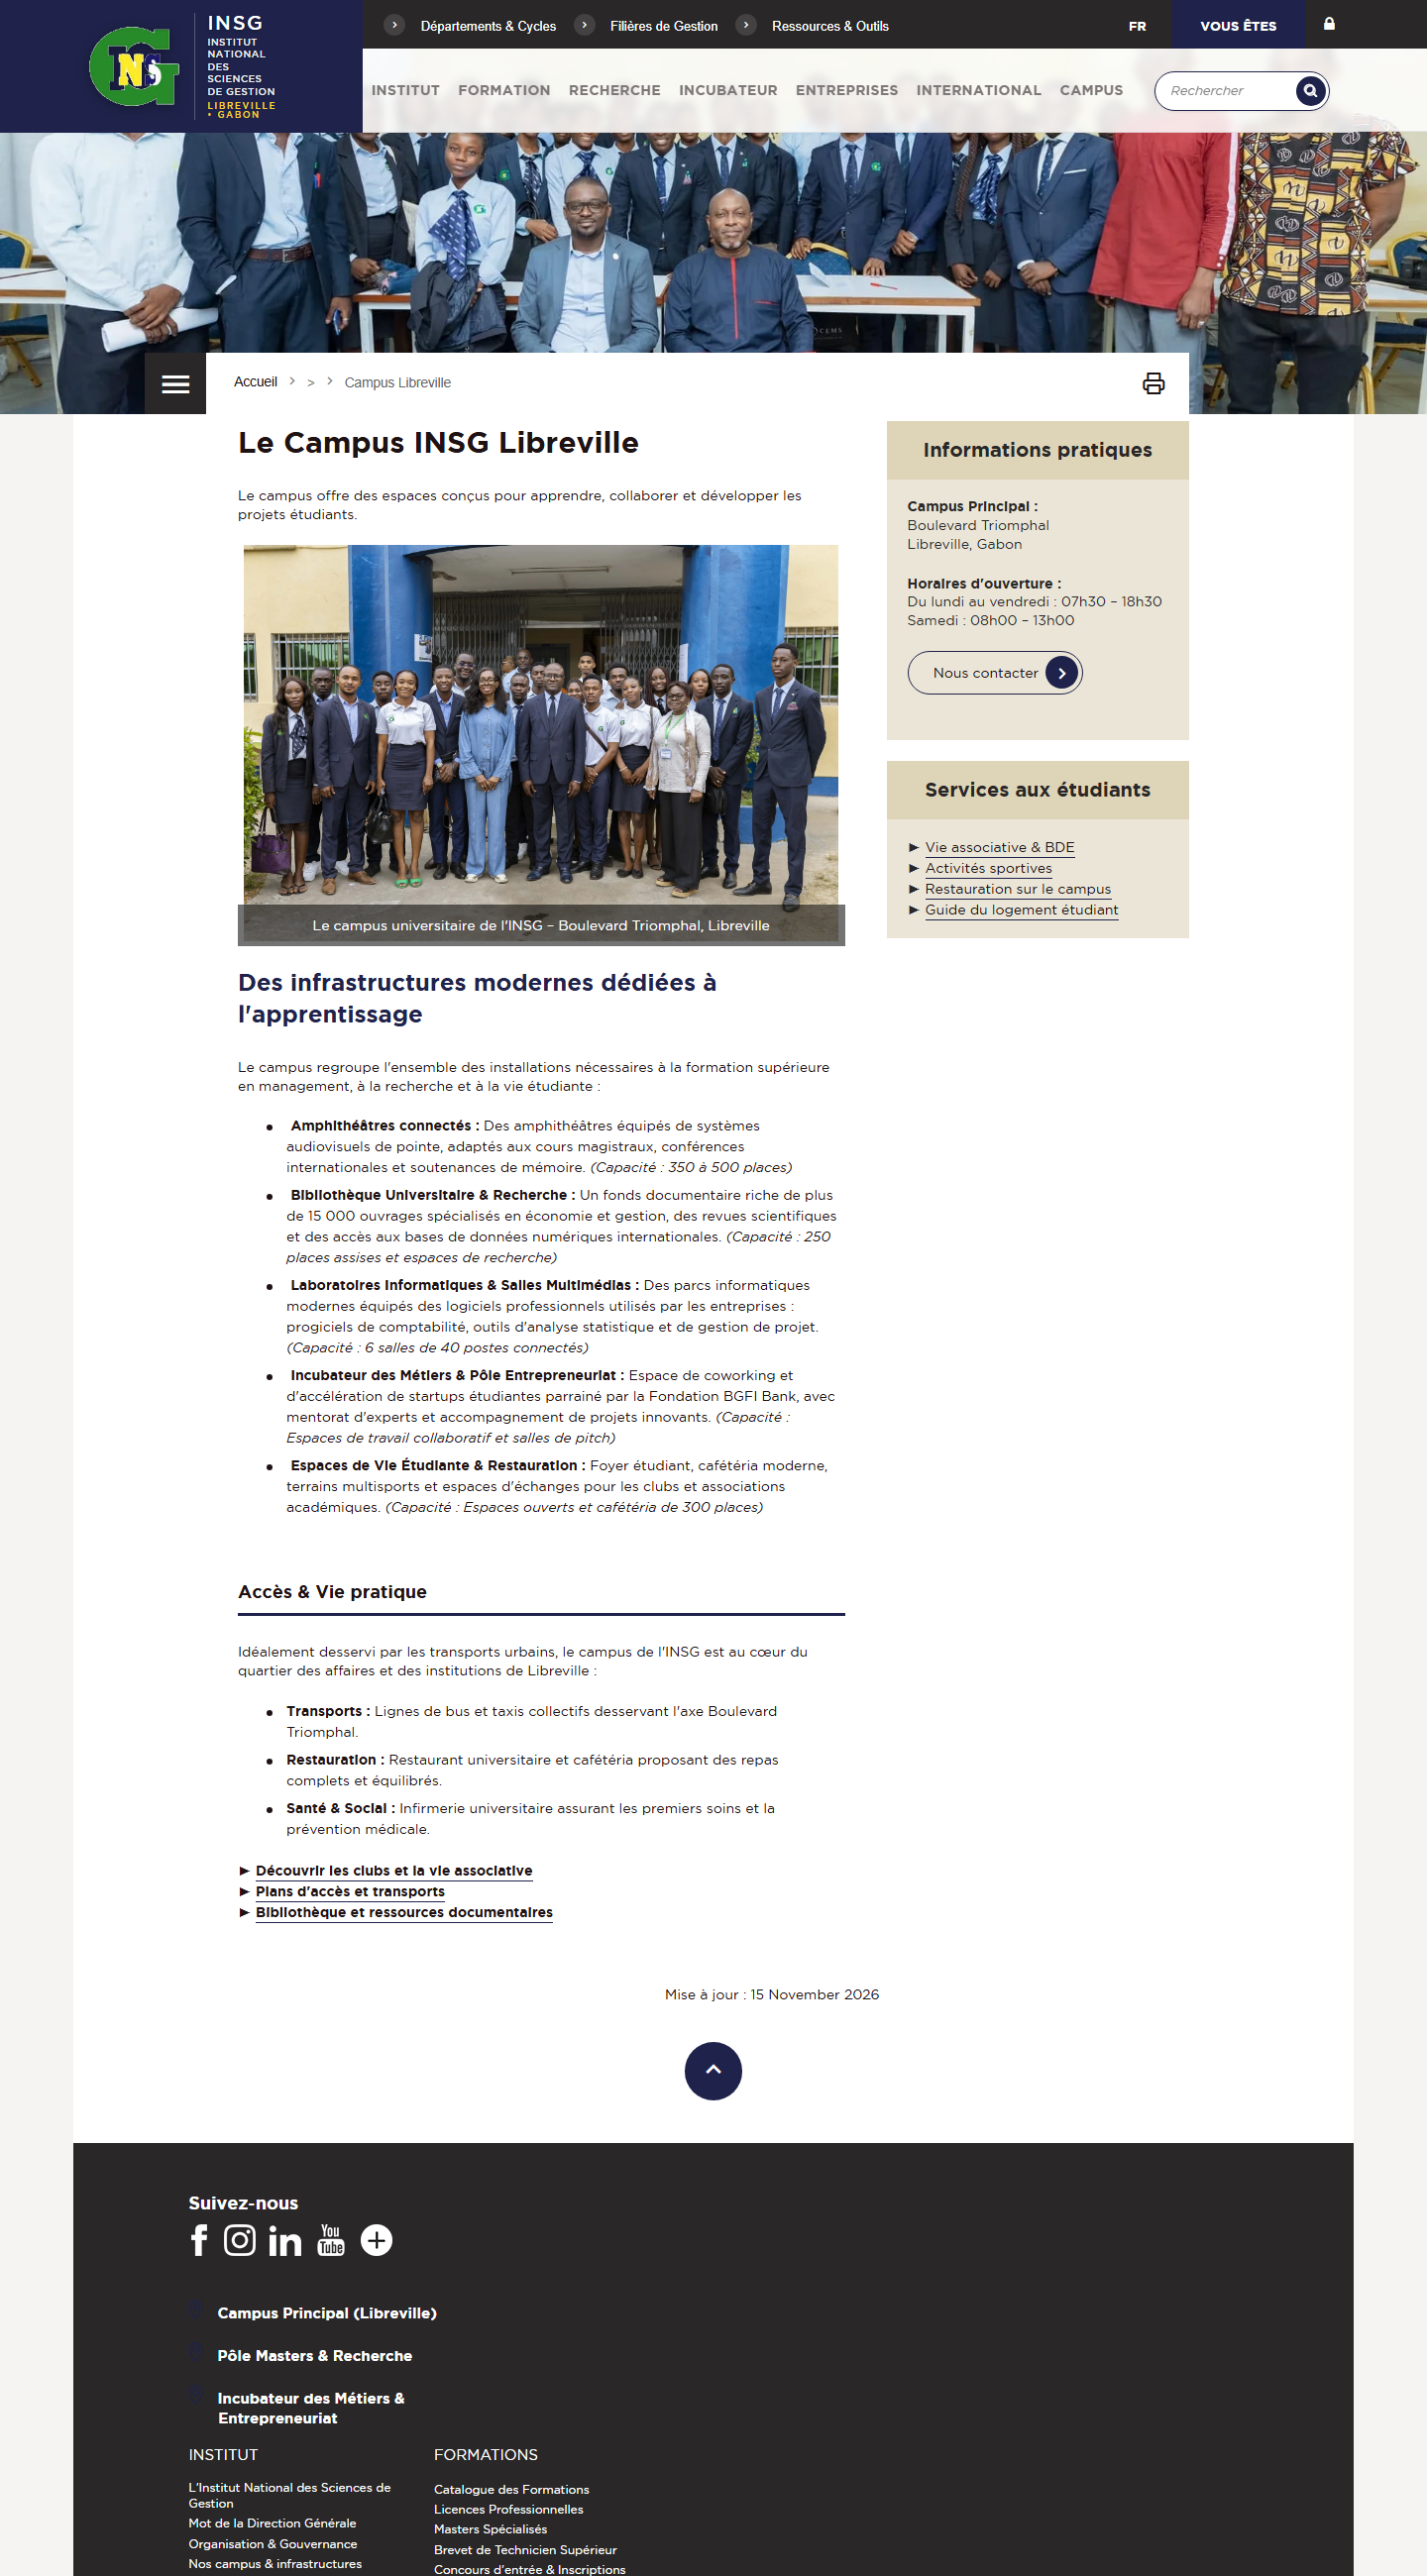 INSG
INSTITUT
NATIONAL
DES
SCIENCES
DE GESTION
LIBREVILLE
• GABON
Départements & Cycles
Filières de Gestion
Ressources & Outils
FR
VOUS ÊTES
INSTITUT
FORMATION
RECHERCHE
INCUBATEUR
ENTREPRISES
INTERNATIONAL
CAMPUS
Rechercher
Accueil > Campus Libreville
Le Campus INSG Libreville
Le campus offre des espaces conçus pour apprendre, collaborer et développer les
projets étudiants.
Le campus universitaire de l'INSG – Boulevard Triomphal, Libreville
Des infrastructures modernes dédiées à
l'apprentissage
Le campus regroupe l'ensemble des installations nécessaires à la formation supérieure
en management, à la recherche et à la vie étudiante :
Amphithéâtres connectés : Des amphithéâtres équipés de systèmes
audiovisuels de pointe, adaptés aux cours magistraux, conférences
internationales et soutenances de mémoire. (Capacité : 350 à 500 places)
Bibliothèque Universitaire & Recherche : Un fonds documentaire riche de plus
de 15 000 ouvrages spécialisés en économie et gestion, des revues scientifiques
et des accès aux bases de données numériques internationales. (Capacité : 250
places assises et espaces de recherche)
Laboratoires Informatiques & Salles Multimédias : Des parcs informatiques
modernes équipés des logiciels professionnels utilisés par les entreprises :
progiciels de comptabilité, outils d'analyse statistique et de gestion de projet.
(Capacité : 6 salles de 40 postes connectés)
Incubateur des Métiers & Pôle Entrepreneuriat : Espace de coworking et
d'accélération de startups étudiantes parrainé par la Fondation BGFI Bank, avec
mentorat d'experts et accompagnement de projets innovants. (Capacité :
Espaces de travail collaboratif et salles de pitch)
Espaces de Vie Étudiante & Restauration : Foyer étudiant, cafétéria moderne,
terrains multisports et espaces d'échanges pour les clubs et associations
académiques. (Capacité : Espaces ouverts et cafétéria de 300 places)
Accès & Vie pratique
Idéalement desservi par les transports urbains, le campus de l'INSG est au cœur du
quartier des affaires et des institutions de Libreville :
Transports : Lignes de bus et taxis collectifs desservant l'axe Boulevard
Triomphal.
Restauration : Restaurant universitaire et cafétéria proposant des repas
complets et équilibrés.
Santé & Social : Infirmerie universitaire assurant les premiers soins et la
prévention médicale.
Découvrir les clubs et la vie associative
Plans d'accès et transports
Bibliothèque et ressources documentaires
Informations pratiques
Campus Principal :
Boulevard Triomphal
Libreville, Gabon
Horaires d'ouverture :
Du lundi au vendredi : 07h30 – 18h30
Samedi : 08h00 – 13h00
Nous contacter
Services aux étudiants
Vie associative & BDE
Activités sportives
Restauration sur le campus
Guide du logement étudiant
Mise à jour : 15 November 2026
Suivez-nous
You
Tube
Campus Principal (Libreville)
Pôle Masters & Recherche
Incubateur des Métiers &
Entrepreneuriat
INSTITUT
L'Institut National des Sciences de
Gestion
Mot de la Direction Générale
Organisation & Gouvernance
Nos campus & infrastructures
FORMATIONS
Catalogue des Formations
Licences Professionnelles
Masters Spécialisés
Brevet de Technicien Supérieur
Concours d'entrée & Inscriptions